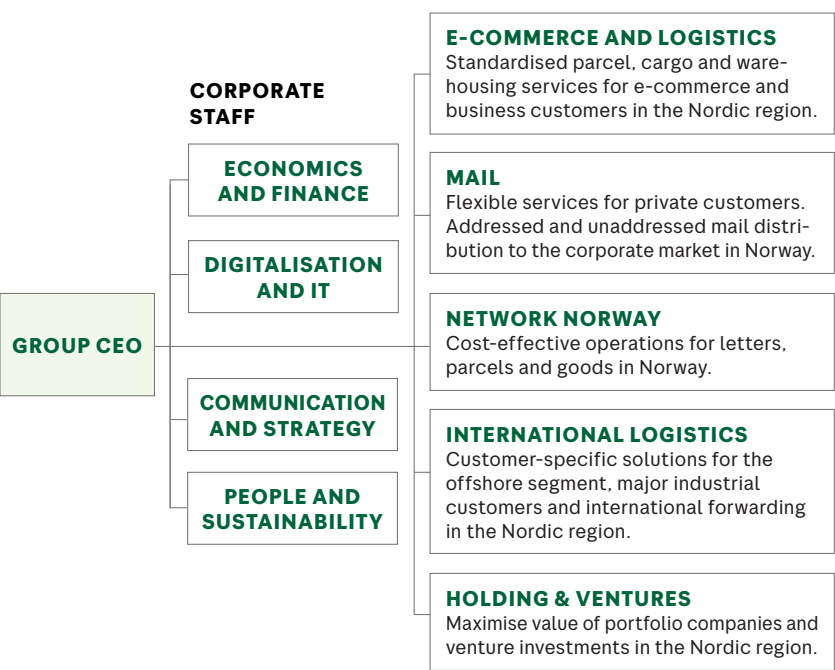 GROUP CEO
CORPORATE
STAFF
ECONOMICS
AND FINANCE
DIGITALISATION
AND IT
COMMUNICATION
AND STRATEGY
PEOPLE AND
SUSTAINABILITY
E-COMMERCE AND LOGISTICS
Standardised parcel, cargo and ware-
housing services for e-commerce and
business customers in the Nordic region.
MAIL
Flexible services for private customers.
Addressed and unaddressed mail distri-
bution to the corporate market in Norway.
NETWORK NORWAY
Cost-effective operations for letters,
parcels and goods in Norway.
INTERNATIONAL LOGISTICS
Customer-specific solutions for the
offshore segment, major industrial
customers and international forwarding
in the Nordic region.
HOLDING & VENTURES
Maximise value of portfolio companies and
venture investments in the Nordic region.